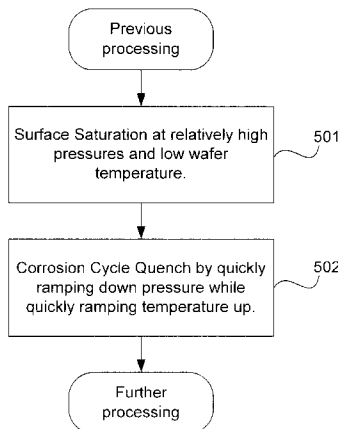 Previous
processing
Surface Saturation at relatively high
pressures and low wafer
temperature.
501
Corrosion Cycle Quench by quickly
ramping down pressure while
quickly ramping temperature up.
502
Further
processing